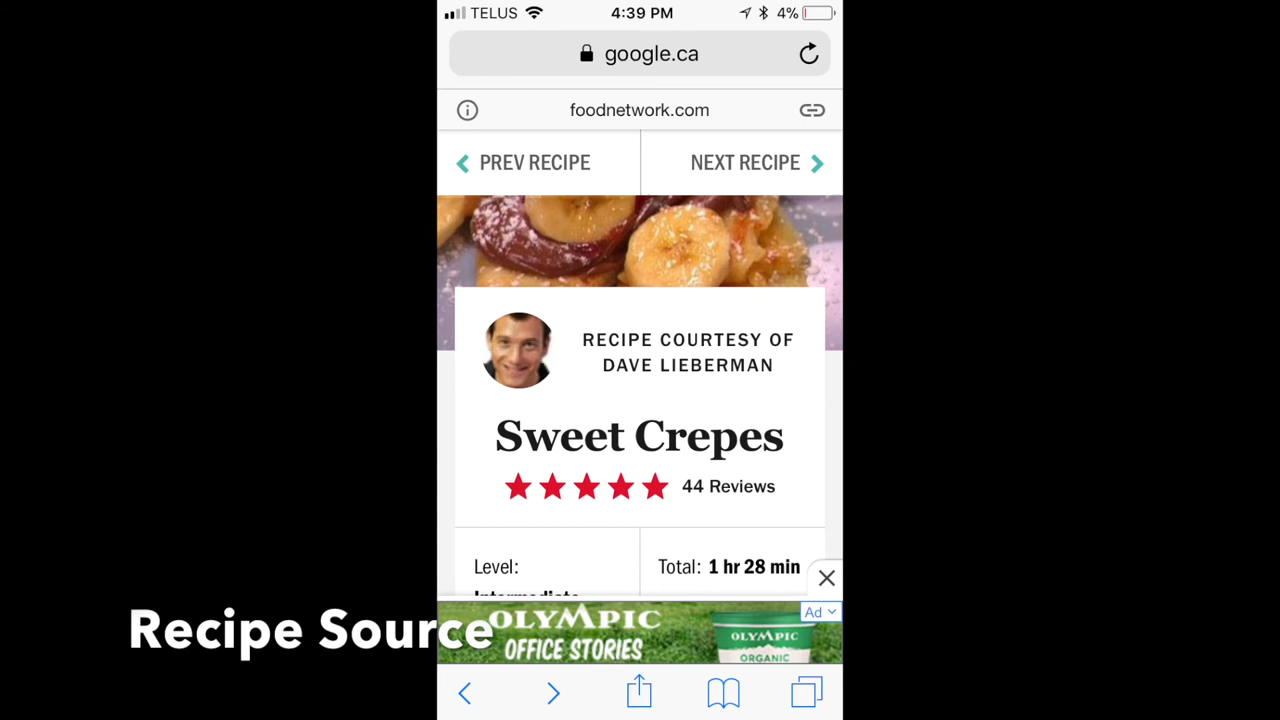 TELUS 4:39 PM 4%
google.ca
foodnetwork.com
PREV RECIPE NEXT RECIPE
RECIPE COURTESY OF
DAVE LIEBERMAN
Sweet Crepes
44 Reviews
Level: Total: 1 hr 28 min
Intermediate
Ad
OLYMPIC
OFFICE STORIES
OLYMPIC
ORGANIC
Recipe Source